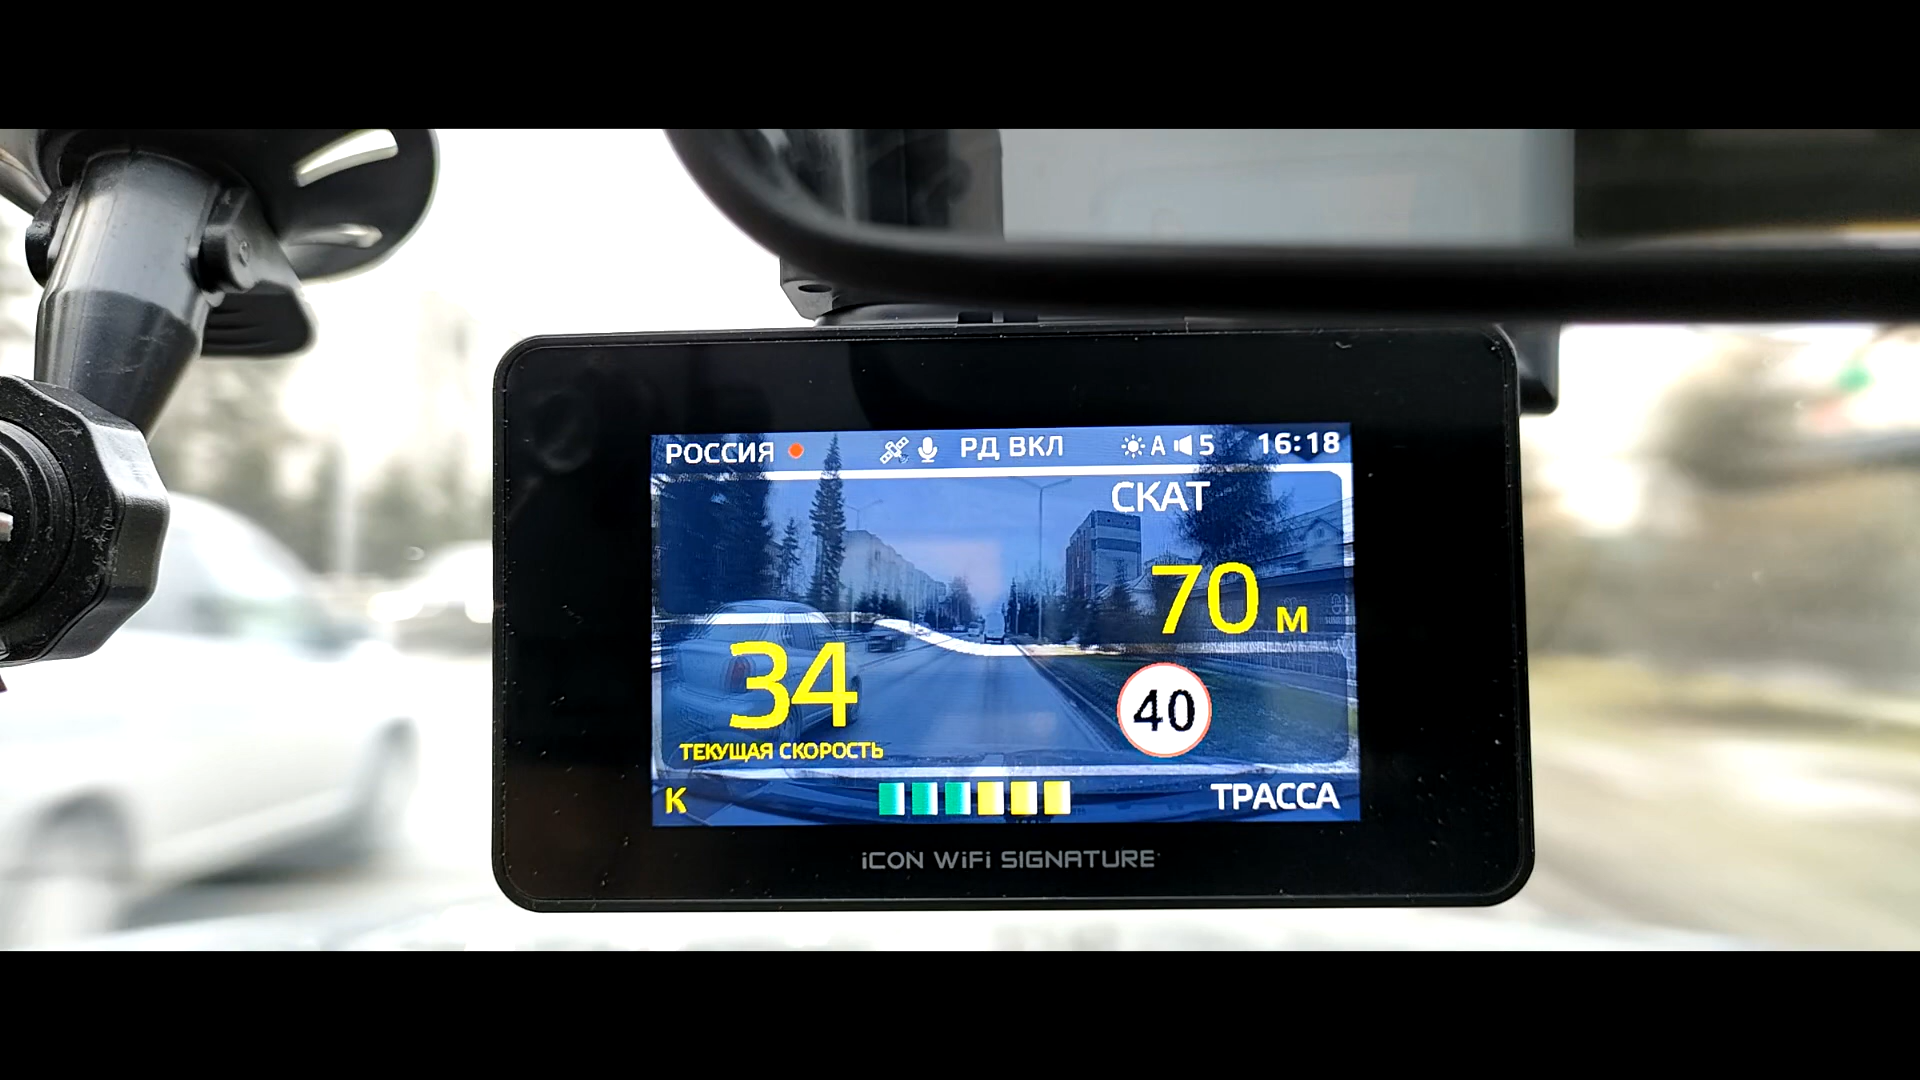 РОССИЯ РД ВКЛ A 5 16:18
СКАТ
70 м
34
40
ТЕКУЩАЯ СКОРОСТЬ
К ТРАССА
iCON WiFi SIGNATURE